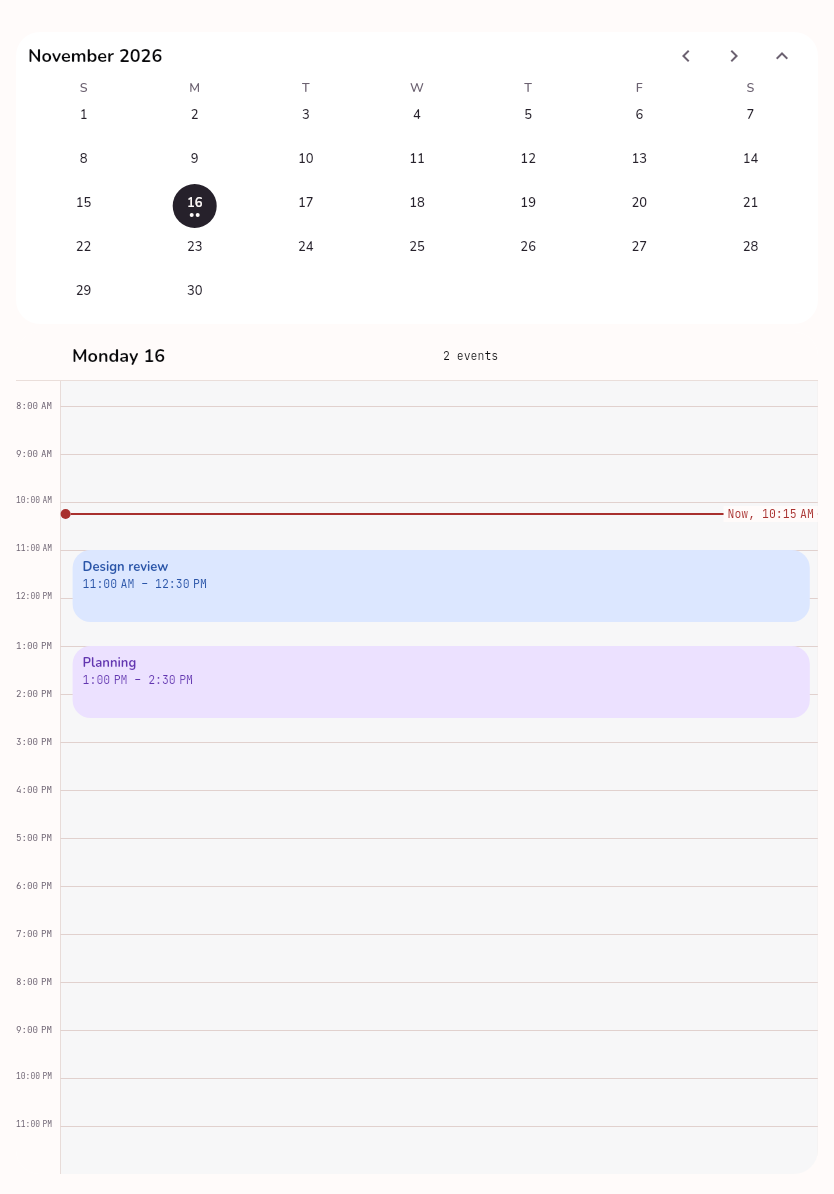 November 2026
S M T W T F S
1 2 3 4 5 6 7
8 9 10 11 12 13 14
15 16 17 18 19 20 21
22 23 24 25 26 27 28
29 30
Monday 16 2 events
8:00 AM
9:00 AM
10:00 AM
Now, 10:15 AM
11:00 AM
Design review
11:00 AM – 12:30 PM
12:00 PM
1:00 PM
Planning
1:00 PM – 2:30 PM
2:00 PM
3:00 PM
4:00 PM
5:00 PM
6:00 PM
7:00 PM
8:00 PM
9:00 PM
10:00 PM
11:00 PM